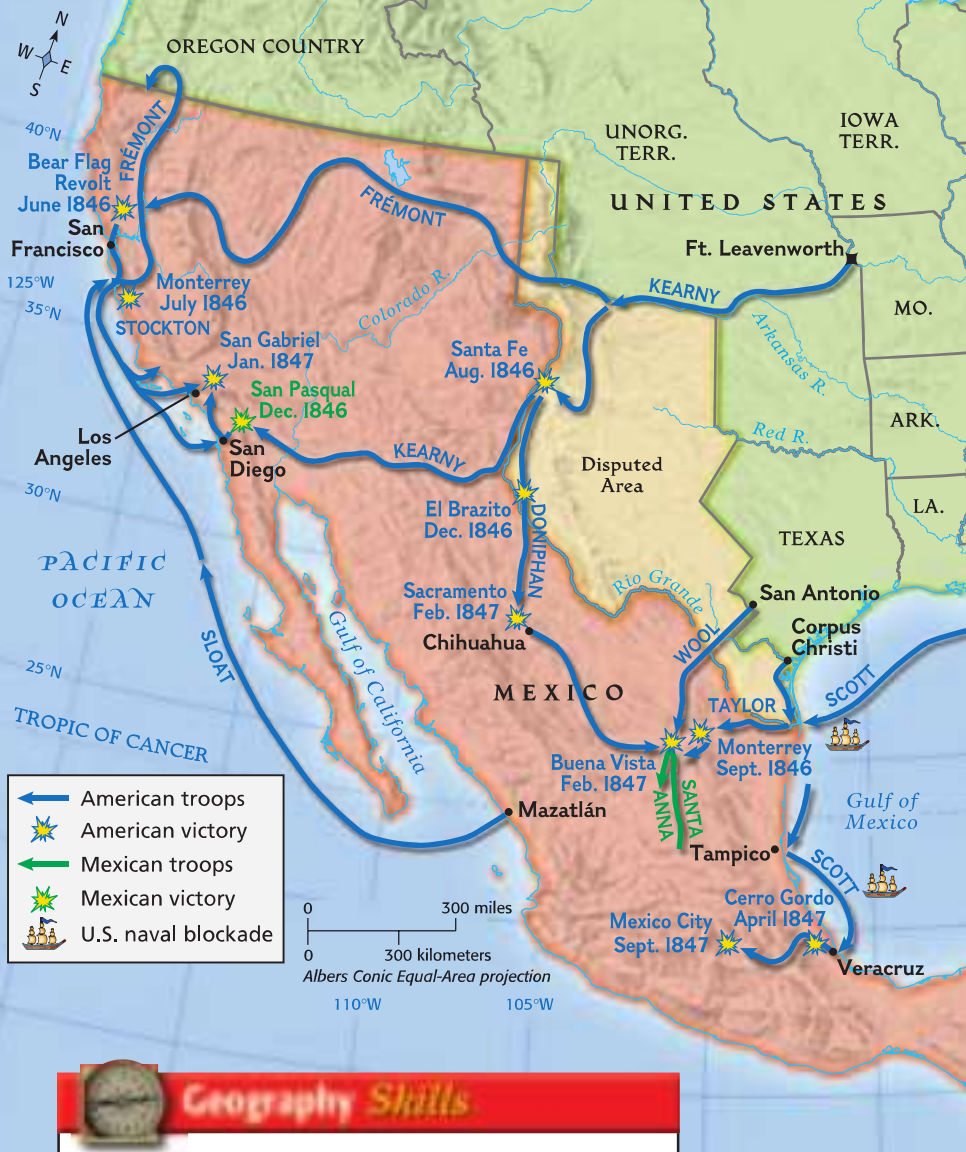 N
W
E
S
OREGON COUNTRY
40°N
FRÉMONT
Bear Flag
Revolt
June 1846
San
Francisco
125°W
35°N
Monterrey
July 1846
STOCKTON
San Gabriel
Jan. 1847
San Pasqual
Dec. 1846
Los
Angeles
San
Diego
30°N
PACIFIC
OCEAN
SLOAT
25°N
TROPIC OF CANCER
FRÉMONT
Colorado R.
Santa Fe
Aug. 1846
KEARNY
El Brazito
Dec. 1846
DONIPHAN
Sacramento
Feb. 1847
Chihuahua
Gulf of California
MEXICO
UNORG.
TERR.
IOWA
TERR.
UNITED STATES
Ft. Leavenworth
KEARNY
MO.
Arkansas R.
ARK.
Red R.
Disputed
Area
LA.
TEXAS
Rio Grande
San Antonio
Corpus
Christi
WOOL
SCOTT
TAYLOR
Monterrey
Sept. 1846
Buena Vista
Feb. 1847
SANTA
ANNA
Gulf of
Mexico
Mazatlán
Tampico
SCOTT
Cerro Gordo
April 1847
Mexico City
Sept. 1847
Veracruz
American troops
American victory
Mexican troops
Mexican victory
U.S. naval blockade
0 300 miles
0 300 kilometers
Albers Conic Equal-Area projection
110°W
105°W
Geography Skills